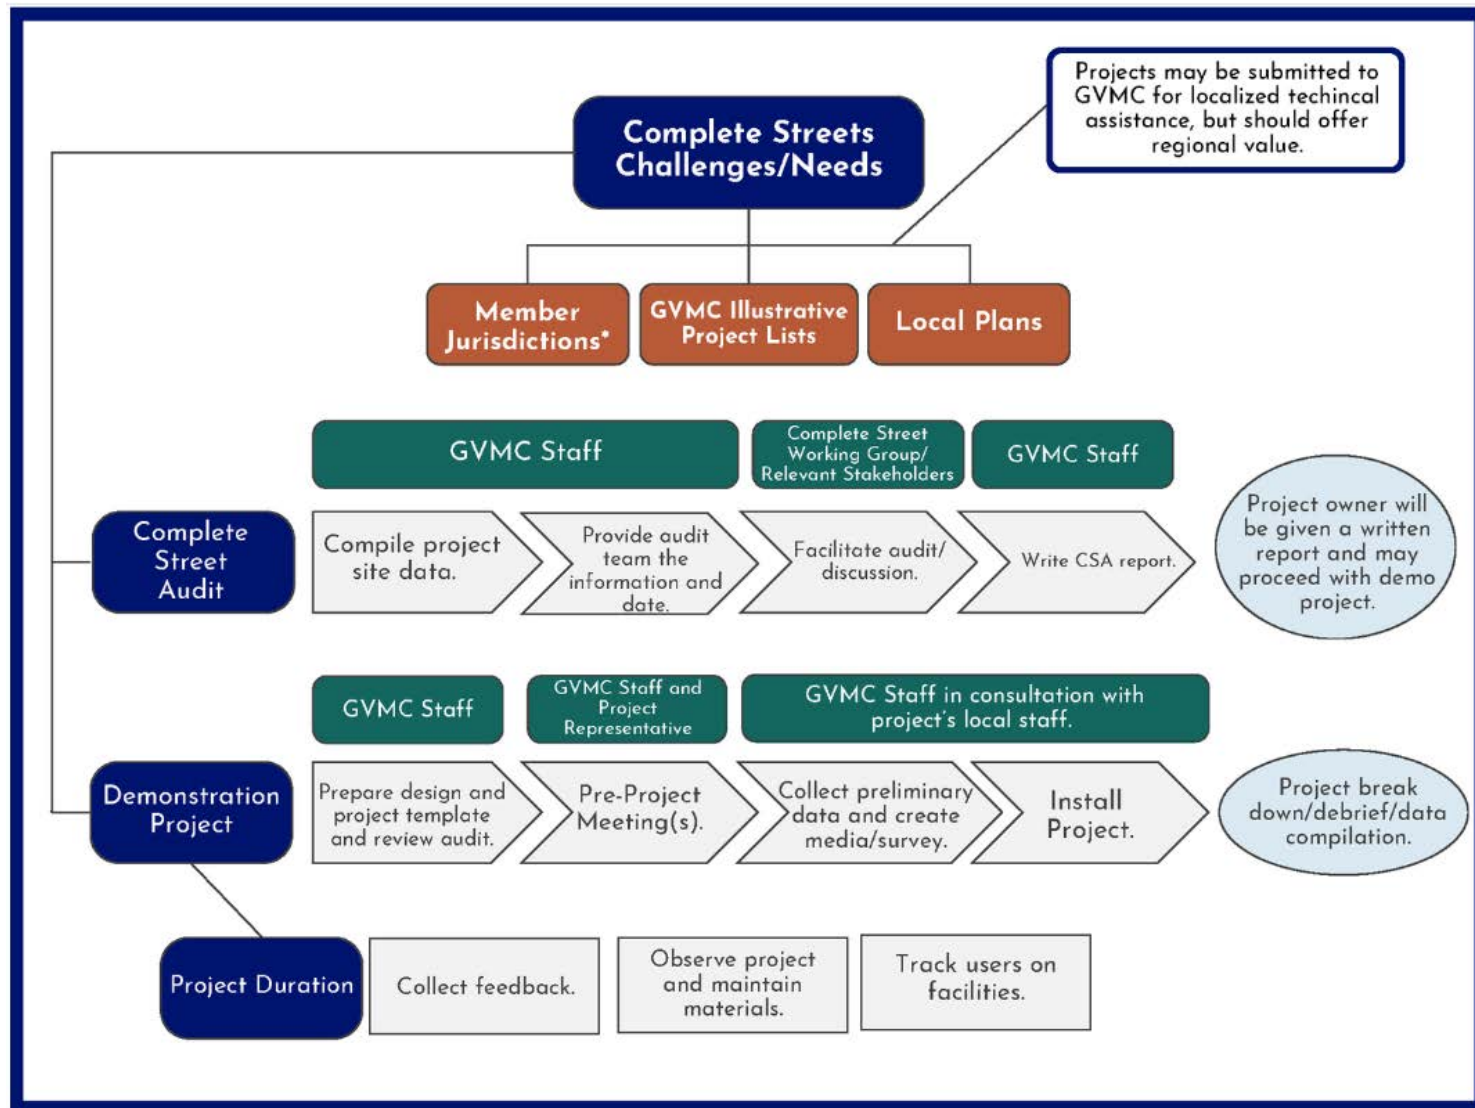 Projects may be submitted to
GVMC for localized techincal
assistance, but should offer
regional value.
Complete Streets
Challenges/Needs
Member
Jurisdictions*
GVMC Illustrative
Project Lists
Local Plans
GVMC Staff
Complete Street
Working Group/
Relevant Stakeholders
GVMC Staff
Complete
Street
Audit
Compile project
site data.
Provide audit
team the
information and
date.
Facilitate audit/
discussion.
Write CSA report.
Project owner will
be given a written
report and may
proceed with demo
project.
GVMC Staff
GVMC Staff and
Project
Representative
GVMC Staff in consultation with
project's local staff.
Demonstration
Project
Prepare design and
project template
and review audit.
Pre-Project
Meeting(s).
Collect preliminary
data and create
media/survey.
Install
Project.
Project break
down/debrief/data
compilation.
Project Duration
Collect feedback.
Observe project
and maintain
materials.
Track users on
facilities.